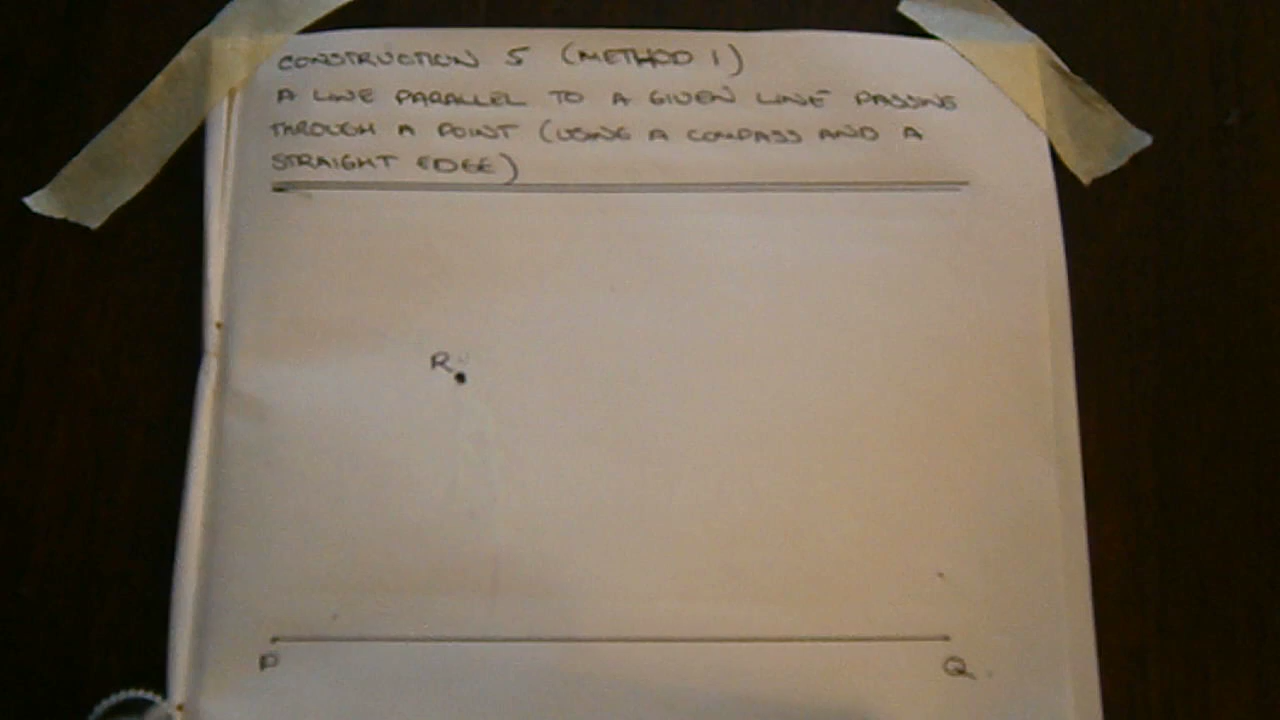 CONSTRUCTION 5 (METHOD 1)
A LINE PARALLEL TO A GIVEN LINE PASSING
THROUGH A POINT (USING A COMPASS AND A
STRAIGHT EDGE)
R
P
Q